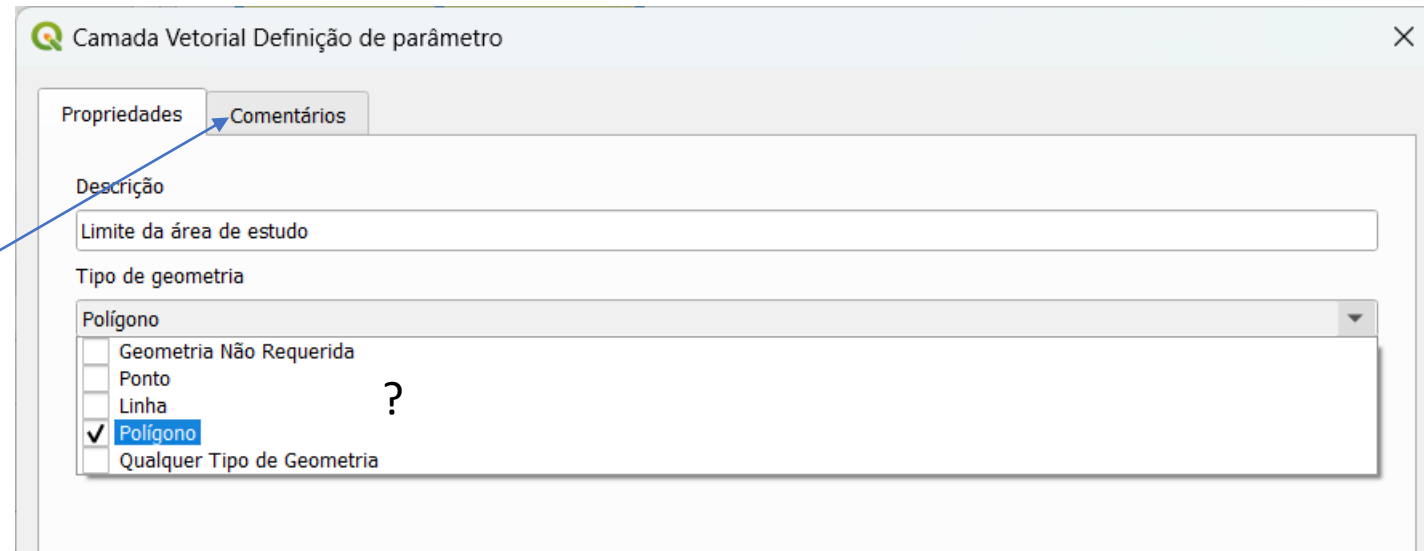 Camada Vetorial Definição de parâmetro
Propriedades Comentários
Descrição
Limite da área de estudo
Tipo de geometria
Polígono
Geometria Não Requerida
Ponto
Linha
?
Polígono
Qualquer Tipo de Geometria